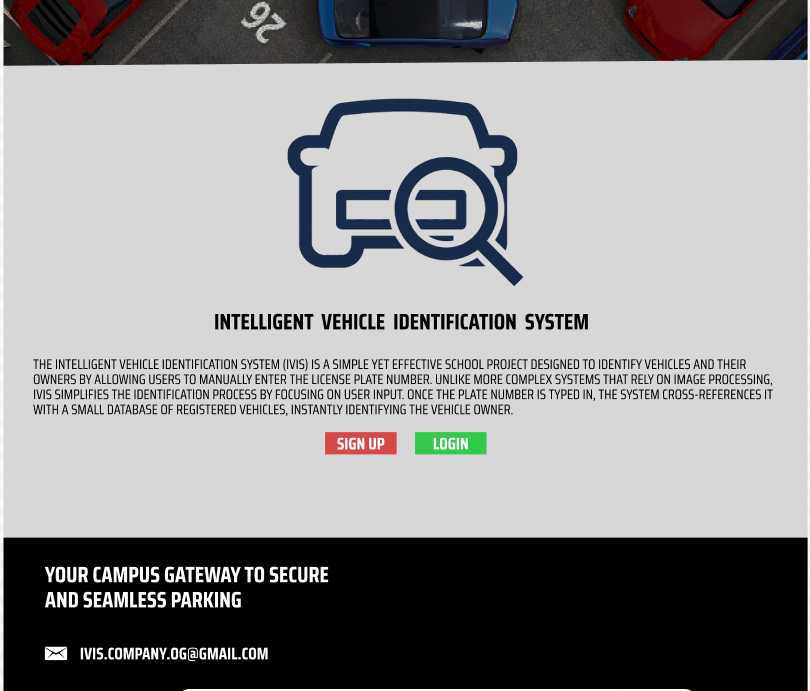 26
INTELLIGENT VEHICLE IDENTIFICATION SYSTEM
THE INTELLIGENT VEHICLE IDENTIFICATION SYSTEM (IVIS) IS A SIMPLE YET EFFECTIVE SCHOOL PROJECT DESIGNED TO IDENTIFY VEHICLES AND THEIR
OWNERS BY ALLOWING USERS TO MANUALLY ENTER THE LICENSE PLATE NUMBER. UNLIKE MORE COMPLEX SYSTEMS THAT RELY ON IMAGE PROCESSING,
IVIS SIMPLIFIES THE IDENTIFICATION PROCESS BY FOCUSING ON USER INPUT. ONCE THE PLATE NUMBER IS TYPED IN, THE SYSTEM CROSS-REFERENCES IT
WITH A SMALL DATABASE OF REGISTERED VEHICLES, INSTANTLY IDENTIFYING THE VEHICLE OWNER.
SIGN UP LOGIN
YOUR CAMPUS GATEWAY TO SECURE
AND SEAMLESS PARKING
IVIS.COMPANY.OG@GMAIL.COM